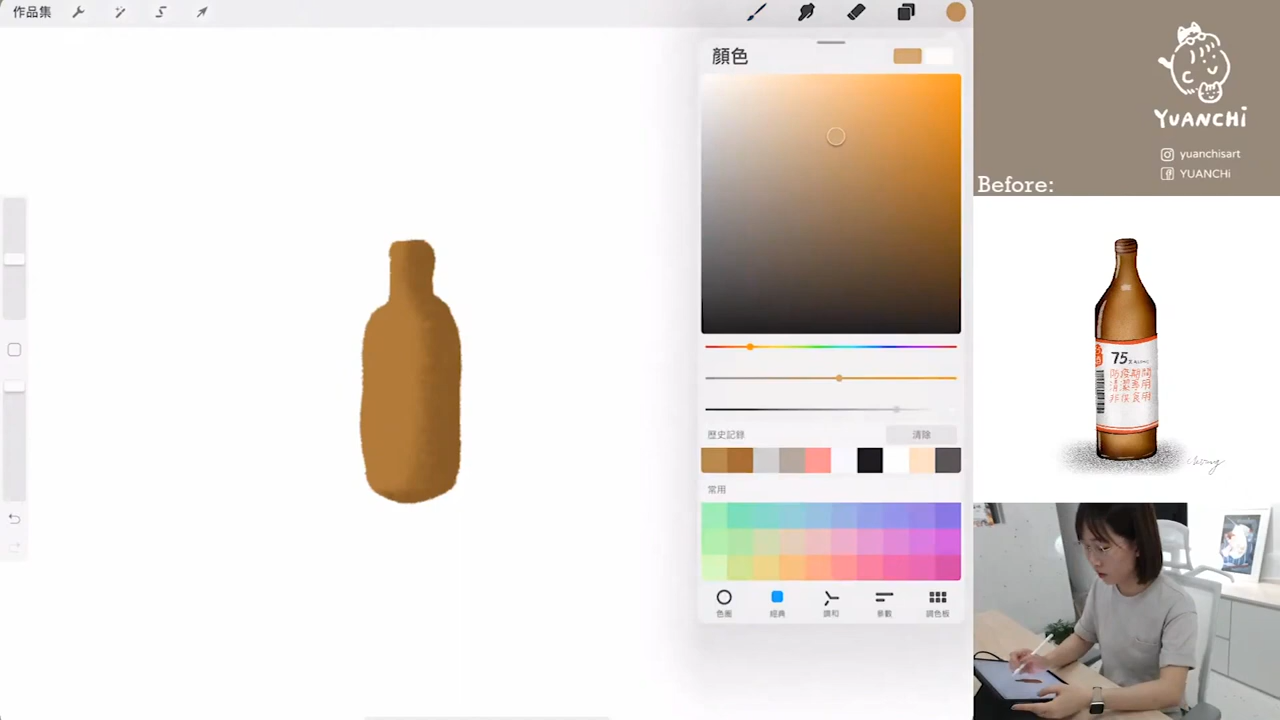 作品集
顏色
歷史記錄
清除
常用
色圈
經典
調和
參數
調色板
YUANCHi
yuanchisart
YUANCHi
Before:
75
防疫期間
清潔專用
非供食用